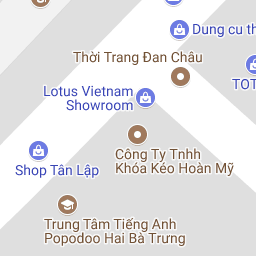 Dung cu th
Thời Trang Đan Châu
TOT
Lotus Vietnam
Showroom
Công Ty Tnhh
Khóa Kéo Hoàn Mỹ
Shop Tân Lập
Trung Tâm Tiếng Anh
Popodoo Hai Bà Trưng